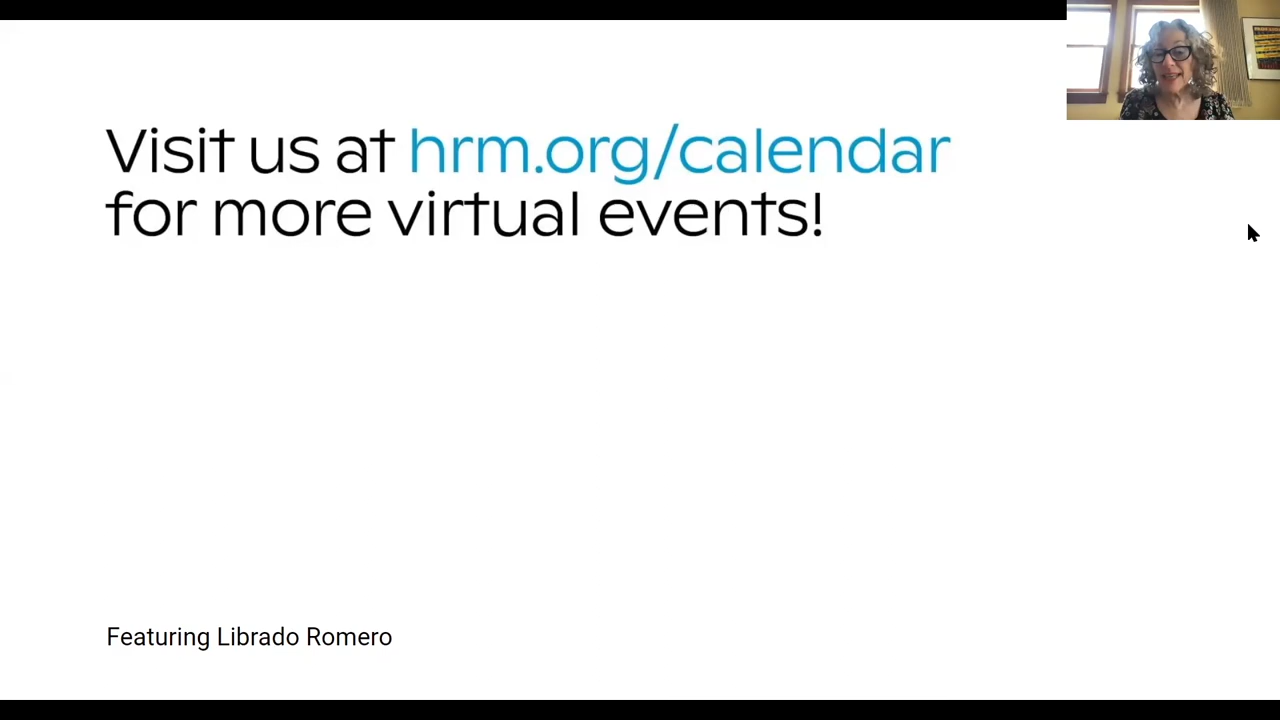 Visit us at hrm.org/calendar
for more virtual events!
Featuring Librado Romero